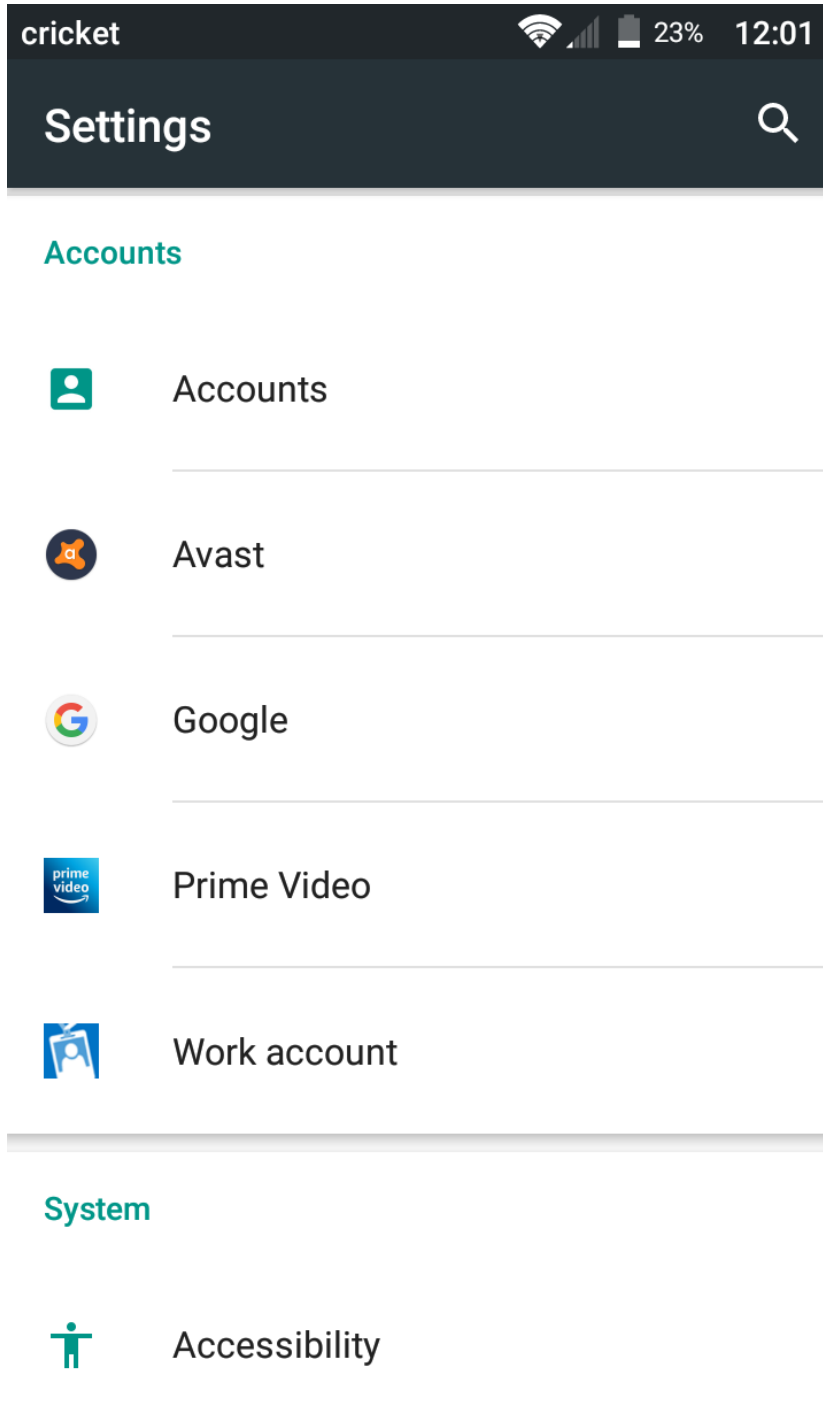 cricket 23% 12:01
Settings
Accounts
Accounts
a Avast
G Google
prime
video
Prime Video
Work account
System
Accessibility